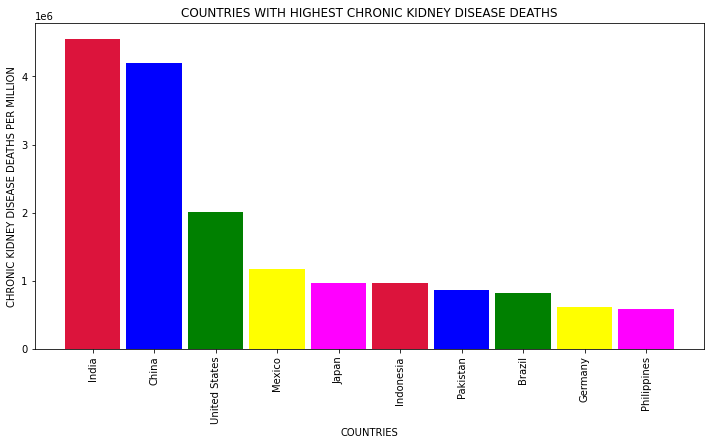 COUNTRIES WITH HIGHEST CHRONIC KIDNEY DISEASE DEATHS
1e6
CHRONIC KIDNEY DISEASE DEATHS PER MILLION
4
3
2
1
0
India
China
United States
Mexico
Japan
Indonesia
Pakistan
Brazil
Germany
Philippines
COUNTRIES